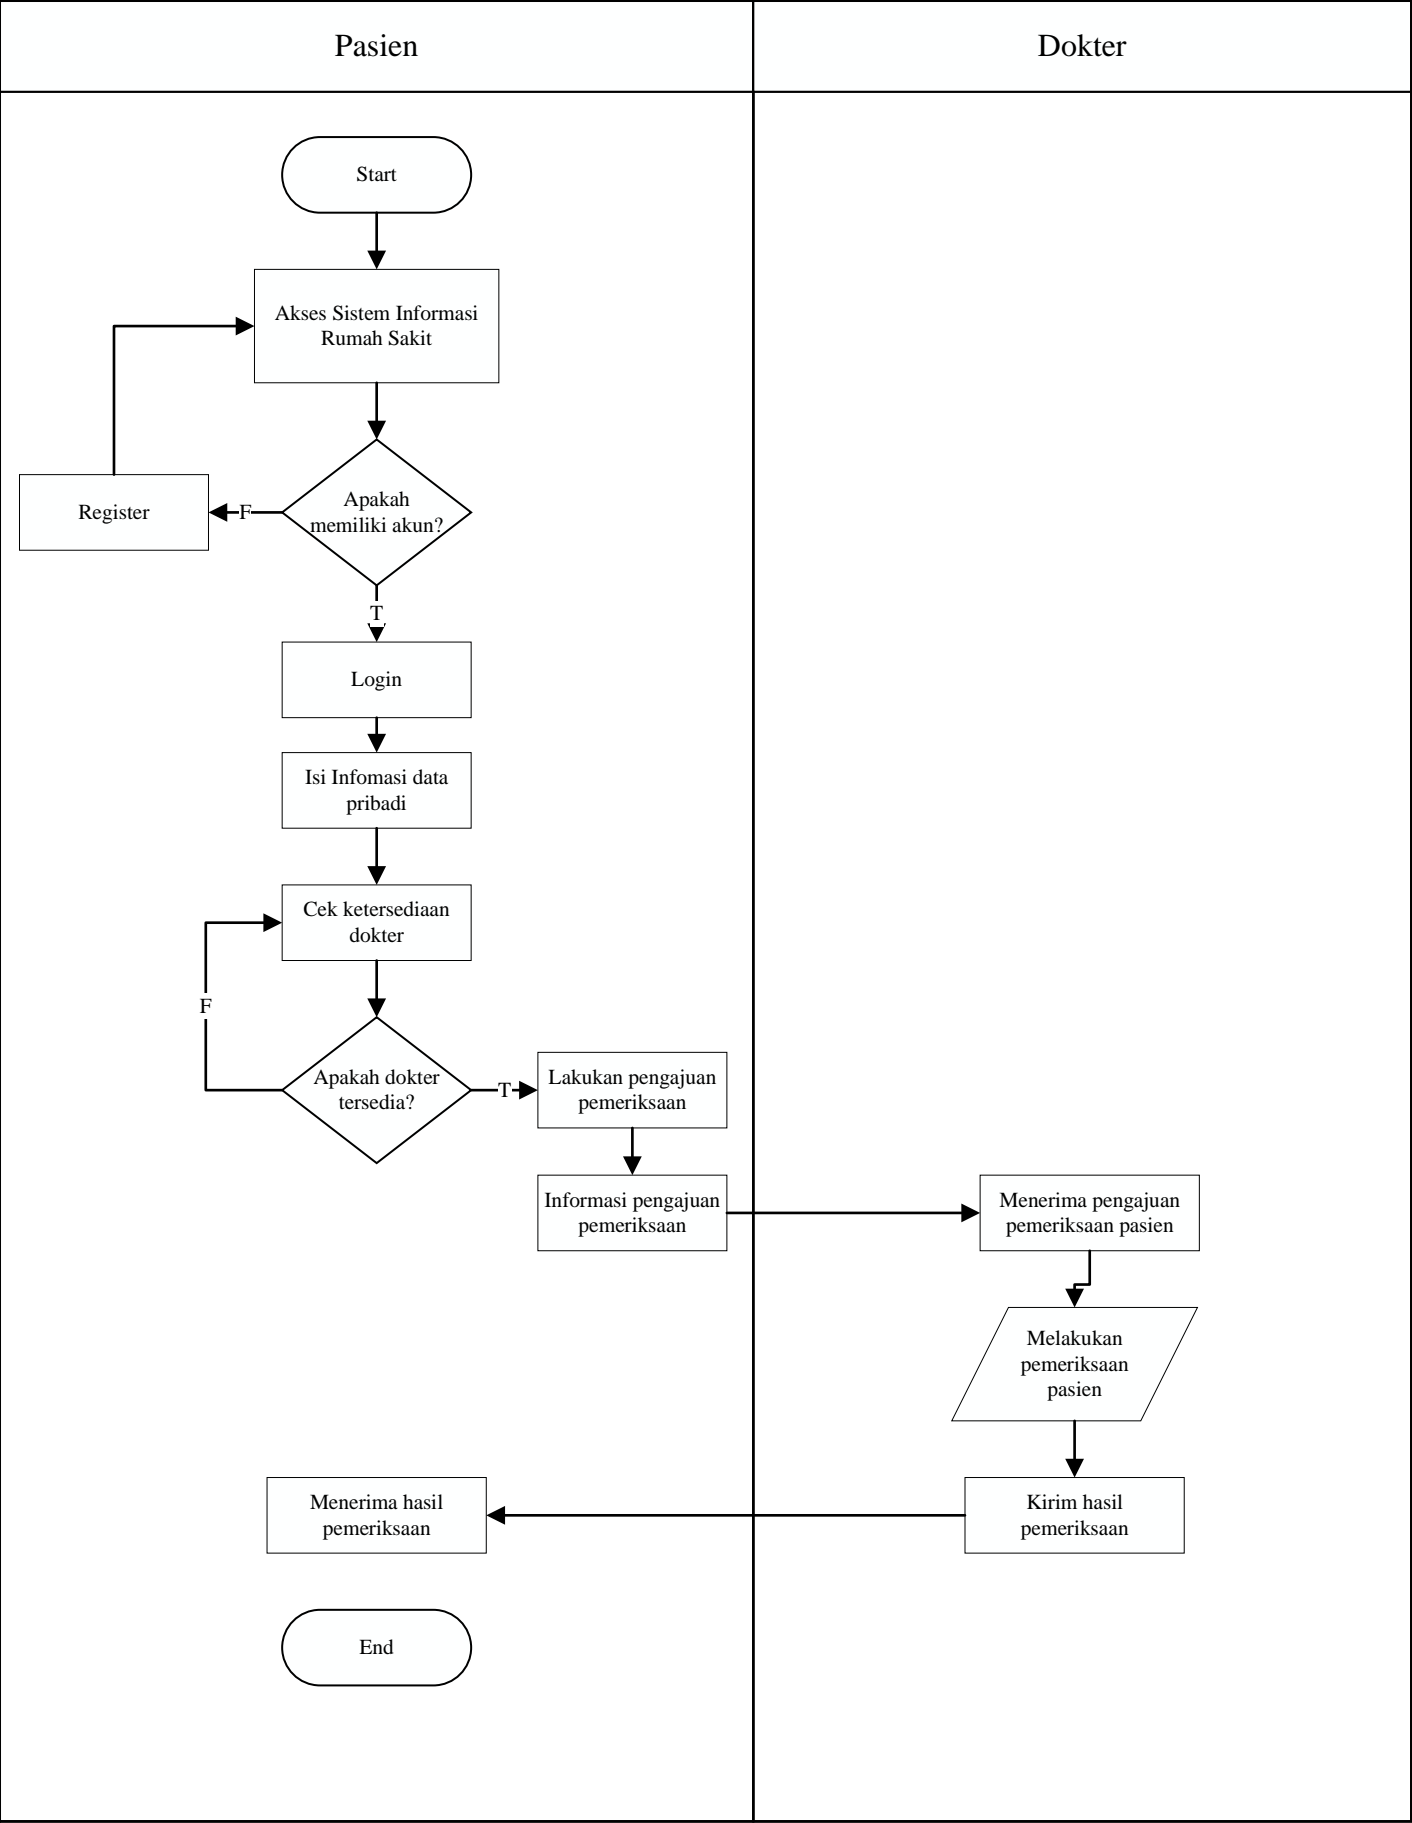 Pasien
Dokter
Start
Akses Sistem Informasi
Rumah Sakit
Apakah
memiliki akun?
F
Register
T
Login
Isi Infomasi data
pribadi
Cek ketersediaan
dokter
F
Apakah dokter
tersedia?
T
Lakukan pengajuan
pemeriksaan
Informasi pengajuan
pemeriksaan
Menerima pengajuan
pemeriksaan pasien
Melakukan
pemeriksaan
pasien
Kirim hasil
pemeriksaan
Menerima hasil
pemeriksaan
End